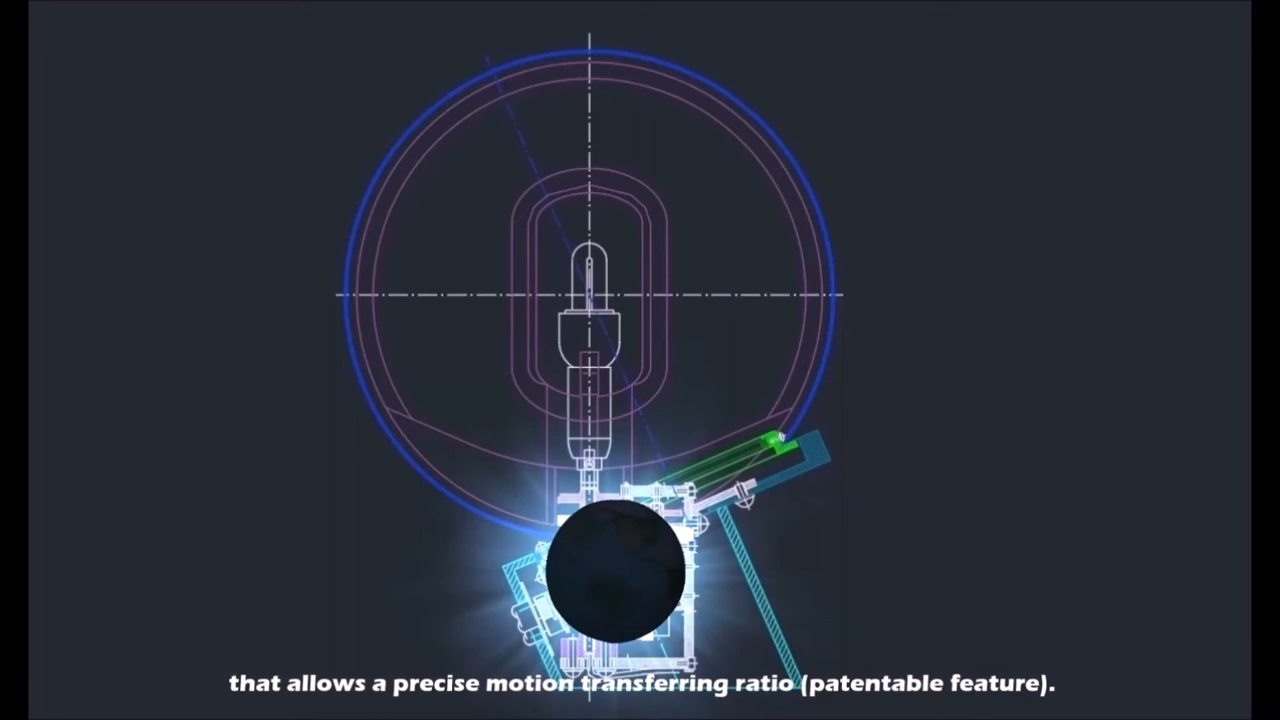 that allows a precise motion transferring ratio (patentable feature).